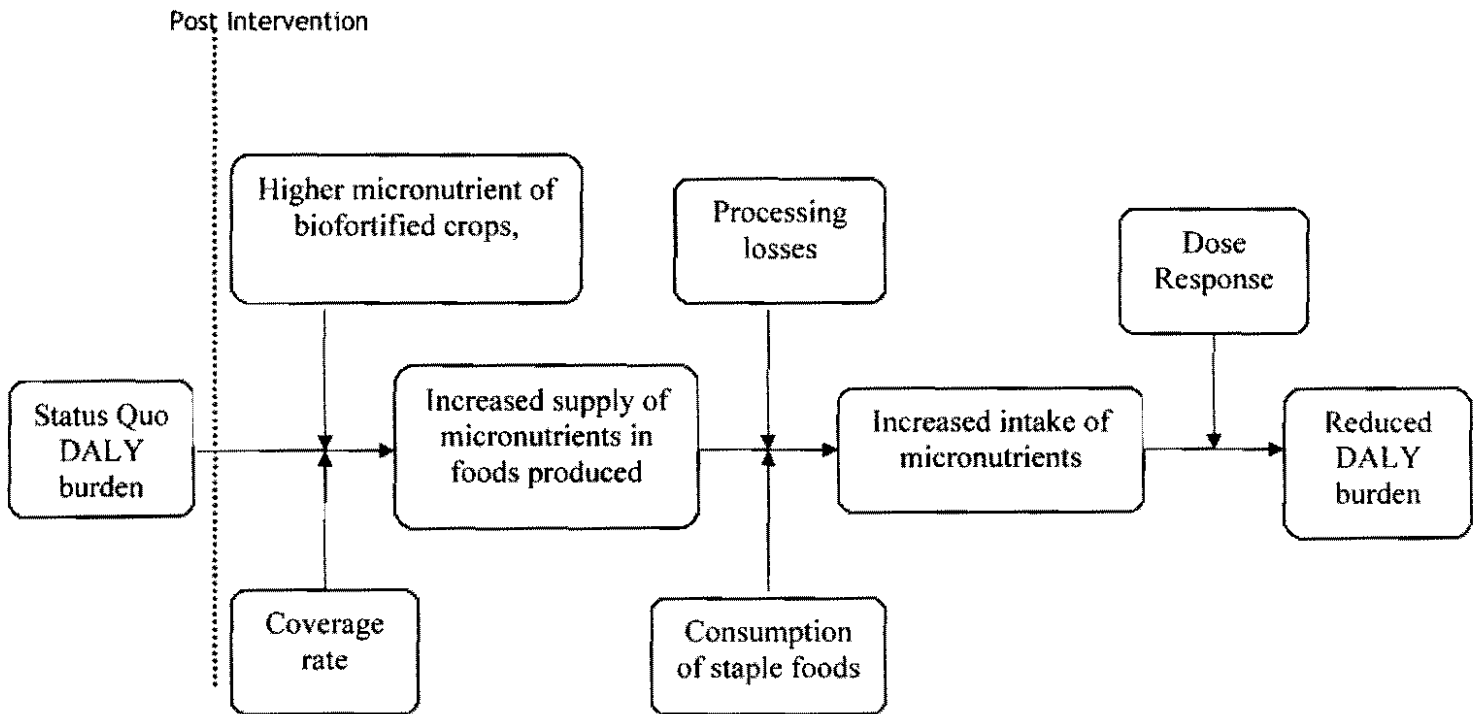 Post Intervention
Higher micronutrient of
biofortified crops,
Processing
losses
Dose
Response
Status Quo
DALY
burden
Increased supply of
micronutrients in
foods produced
Increased intake of
micronutrients
Reduced
DALY
burden
Coverage
rate
Consumption
of staple foods